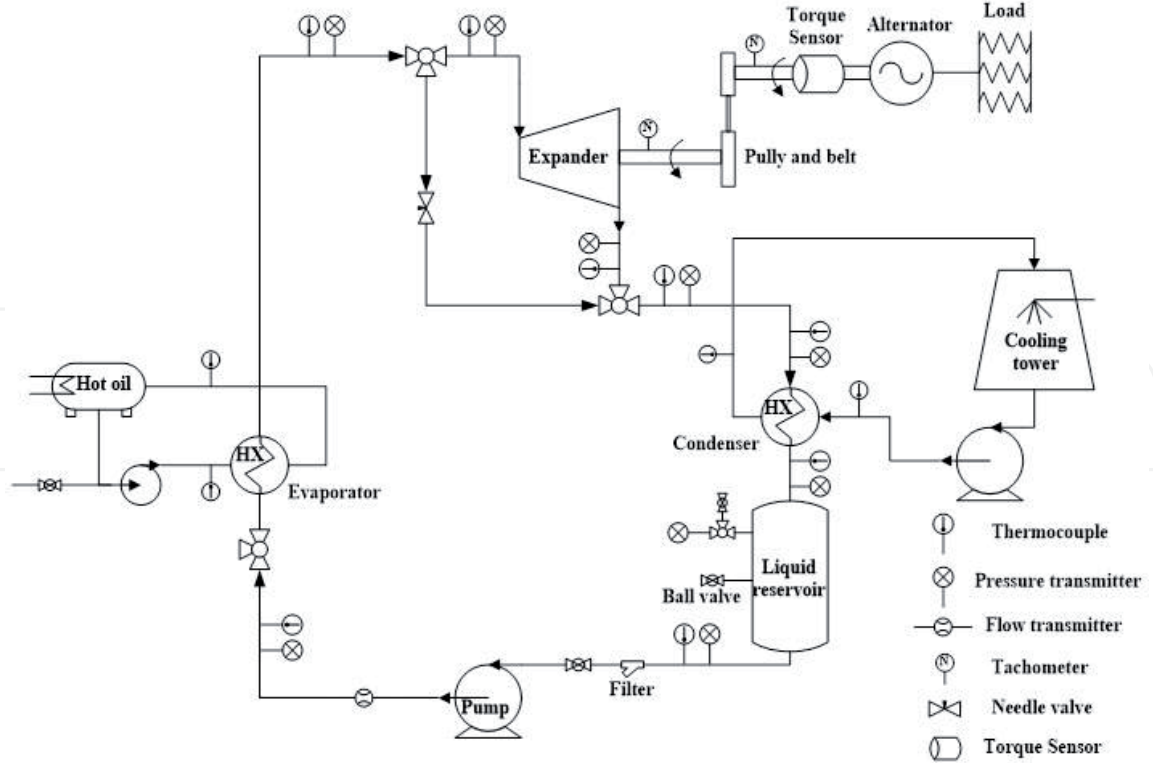 Load
Torque
Sensor
Alternator
N
N
Expander
Pully and belt
Cooling
tower
Hot oil
HX
HX
Condenser
Evaporator
Thermocouple
Liquid
reservoir
Pressure transmitter
Ball valve
Flow transmitter
Filter
N
Tachometer
Pump
Needle valve
Torque Sensor